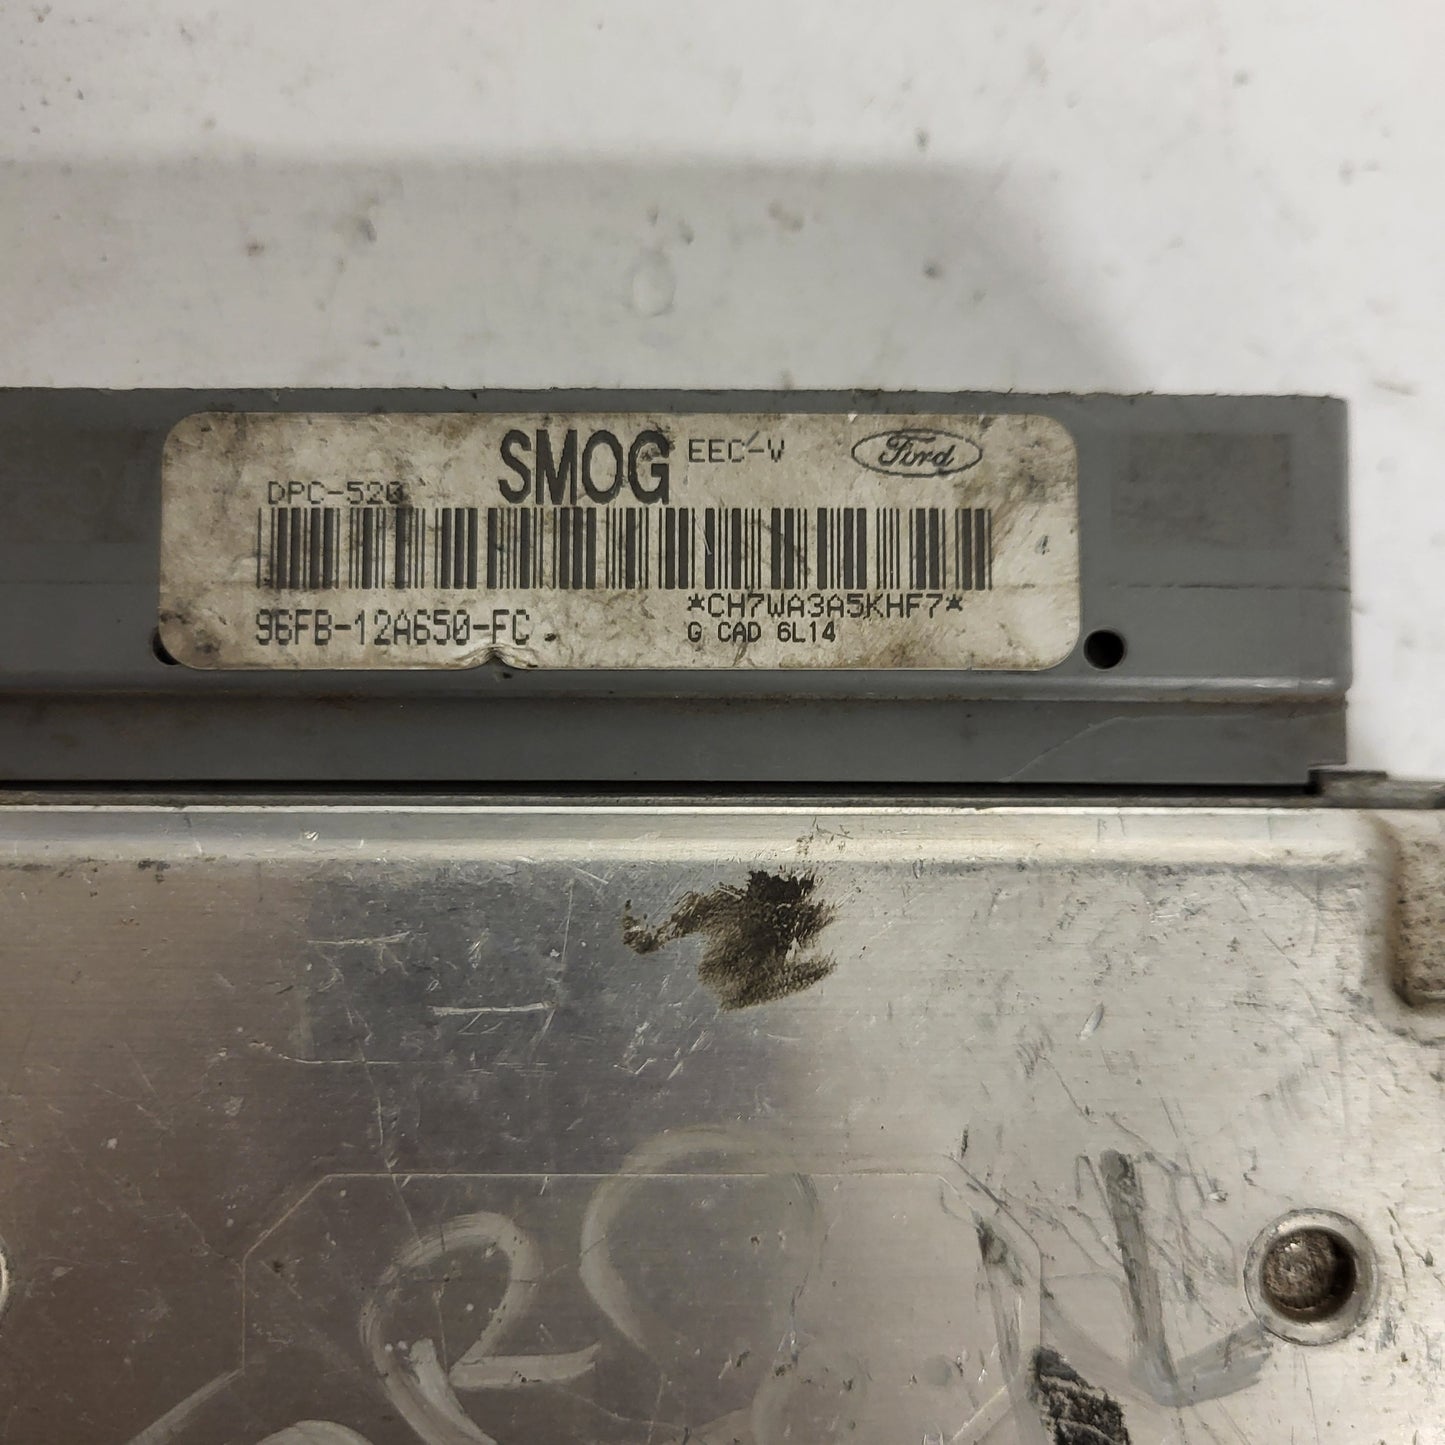 SMOG EEC-V Ford
DPC-520
*CH7WA3A5KHF7*
96FB-12A650-FC G CAD 6L14